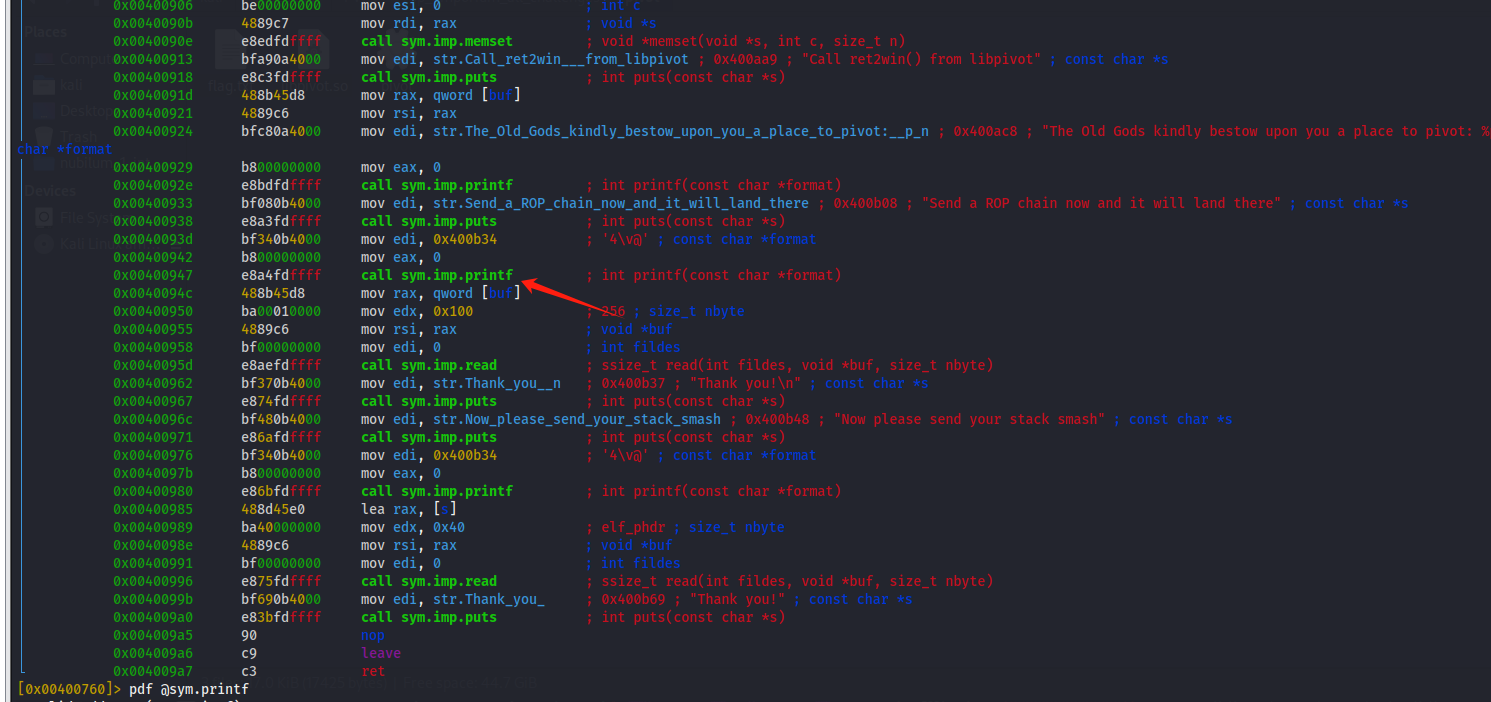 0x00400906 be00000000 mov esi, 0 ; int c
0x0040090b 4889c7 mov rdi, rax ; void *s
0x0040090e e8edfdffff call sym.imp.memset ; void *memset(void *s, int c, size_t n)
0x00400913 bfa90a4000 mov edi, str.Call_ret2win___from_libpivot ; 0x400aa9 ; "Call ret2win() from libpivot" ; const char *s
0x00400918 e8c3fdffff call sym.imp.puts ; int puts(const char *s)
0x0040091d 488b45d8 mov rax, qword [buf]
0x00400921 4889c6 mov rsi, rax
0x00400924 bfc80a4000 mov edi, str.The_Old_Gods_kindly_bestow_upon_you_a_place_to_pivot:__p_n ; 0x400ac8 ; "The Old Gods kindly bestow upon you a place to pivot: %
char *format
0x00400929 b800000000 mov eax, 0
0x0040092e e8bdfdffff call sym.imp.printf ; int printf(const char *format)
0x00400933 bf080b4000 mov edi, str.Send_a_ROP_chain_now_and_it_will_land_there ; 0x400b08 ; "Send a ROP chain now and it will land there" ; const char *s
0x00400938 e8a3fdffff call sym.imp.puts ; int puts(const char *s)
0x0040093d bf340b4000 mov edi, 0x400b34 ; '4\v@' ; const char *format
0x00400942 b800000000 mov eax, 0
0x00400947 e8a4fdffff call sym.imp.printf ; int printf(const char *format)
0x0040094c 488b45d8 mov rax, qword [buf]
0x00400950 ba00010000 mov edx, 0x100 ; 256 ; size_t nbyte
0x00400955 4889c6 mov rsi, rax ; void *buf
0x00400958 bf00000000 mov edi, 0 ; int fildes
0x0040095d e8aefdffff call sym.imp.read ; ssize_t read(int fildes, void *buf, size_t nbyte)
0x00400962 bf370b4000 mov edi, str.Thank_you__n ; 0x400b37 ; "Thank you!\n" ; const char *s
0x00400967 e874fdffff call sym.imp.puts ; int puts(const char *s)
0x0040096c bf480b4000 mov edi, str.Now_please_send_your_stack_smash ; 0x400b48 ; "Now please send your stack smash" ; const char *s
0x00400971 e86afdffff call sym.imp.puts ; int puts(const char *s)
0x00400976 bf340b4000 mov edi, 0x400b34 ; '4\v@' ; const char *format
0x0040097b b800000000 mov eax, 0
0x00400980 e86bfdffff call sym.imp.printf ; int printf(const char *format)
0x00400985 488d45e0 lea rax, [s]
0x00400989 ba40000000 mov edx, 0x40 ; elf_phdr ; size_t nbyte
0x0040098e 4889c6 mov rsi, rax ; void *buf
0x00400991 bf00000000 mov edi, 0 ; int fildes
0x00400996 e875fdffff call sym.imp.read ; ssize_t read(int fildes, void *buf, size_t nbyte)
0x0040099b bf690b4000 mov edi, str.Thank_you_ ; 0x400b69 ; "Thank you!" ; const char *s
0x004009a0 e83bfdffff call sym.imp.puts ; int puts(const char *s)
0x004009a5 90 nop
0x004009a6 c9 leave
0x004009a7 c3 ret
[0x00400760]> pdf @sym.printf
Places
kali
Trash
Devices